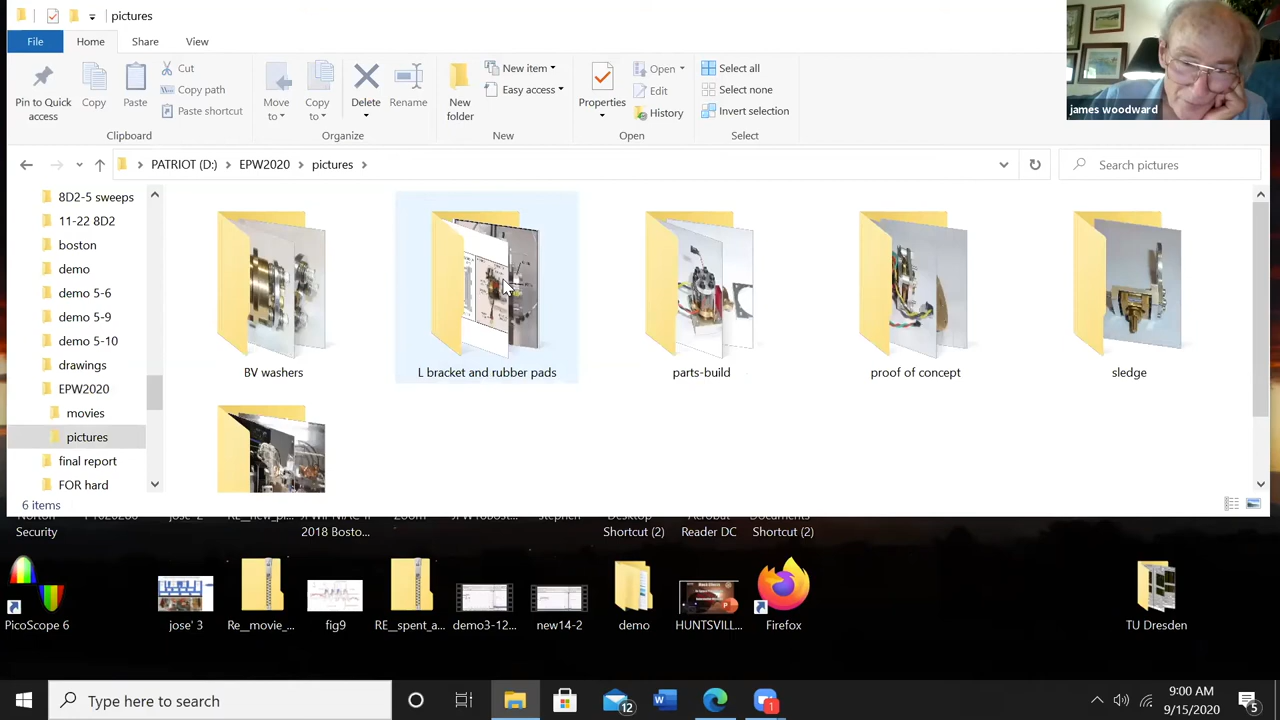 pictures
File Home Share View
Pin to Quick access
Copy
Paste
Cut
Copy path
Paste shortcut
Clipboard
Move to
Copy to
Delete
Rename
Organize
New folder
New item
Easy access
New
Properties
Open
Edit
History
Open
Select all
Select none
Invert selection
Select
james woodward
PATRIOT (D:) EPW2020 pictures
Search pictures
8D2-5 sweeps
11-22 8D2
boston
demo
demo 5-6
demo 5-9
demo 5-10
drawings
EPW2020
movies
pictures
final report
FOR hard
BV washers
L bracket and rubber pads
parts-build
proof of concept
sledge
6 items
Norton Security
2018 Bosto...
Desktop Shortcut (2)
Acrobat Reader DC
Documents Shortcut (2)
PicoScope 6
jose' 3
Re__movie_...
fig9
RE__spent_a...
demo3-12...
new14-2
demo
HUNTSVILL...
Firefox
TU Dresden
Type here to search
12
1
9:00 AM
9/15/2020
5